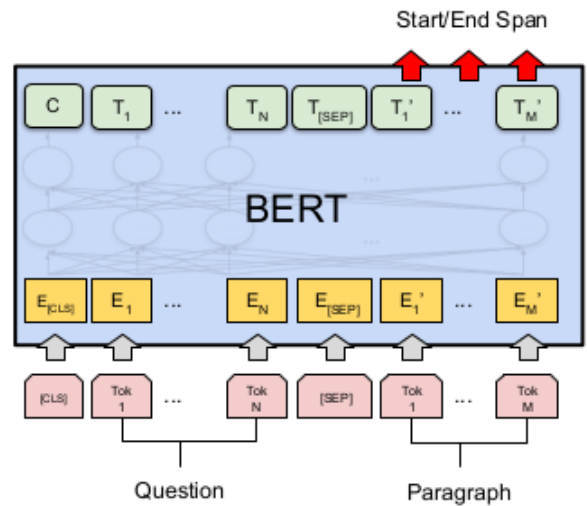 Start/End Span
C T1 ... TN T[SEP] T1' ... TM'
...
BERT
...
E[CLS] E1 ... EN E[SEP] E1' ... EM'
[CLS] Tok 1 ... Tok N [SEP] Tok 1 ... Tok M
Question Paragraph